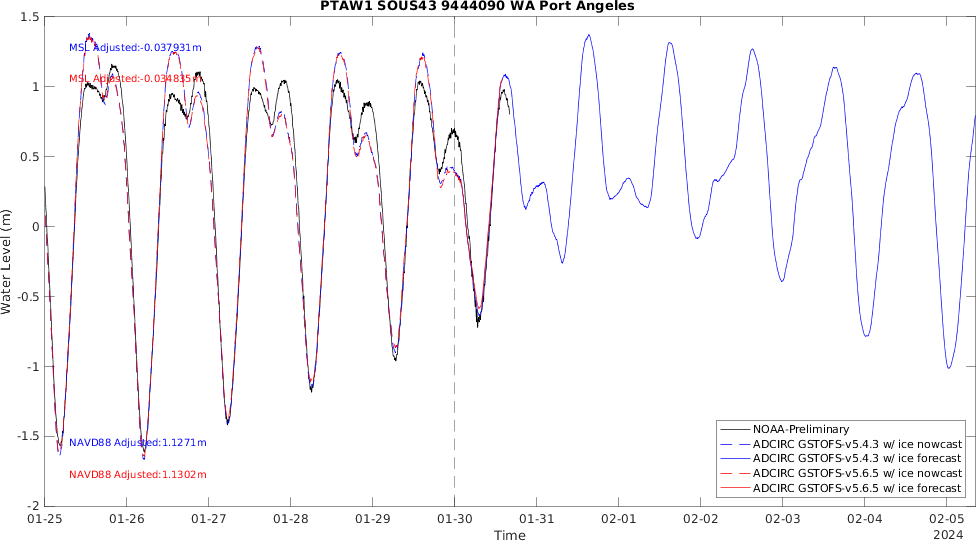 PTAW1 SOUS43 9444090 WA Port Angeles
1.5
1
0.5
0
-0.5
-1
-1.5
-2
Water Level (m)
MSL Adjusted:-0.037931m
MSL Adjusted:-0.034835m
NAVD88 Adjusted:1.1271m
NAVD88 Adjusted:1.1302m
NOAA-Preliminary
ADCIRC GSTOFS-v5.4.3 w/ ice nowcast
ADCIRC GSTOFS-v5.4.3 w/ ice forecast
ADCIRC GSTOFS-v5.6.5 w/ ice nowcast
ADCIRC GSTOFS-v5.6.5 w/ ice forecast
01-25 01-26 01-27 01-28 01-29 01-30 01-31 02-01 02-02 02-03 02-04 02-05
2024
Time